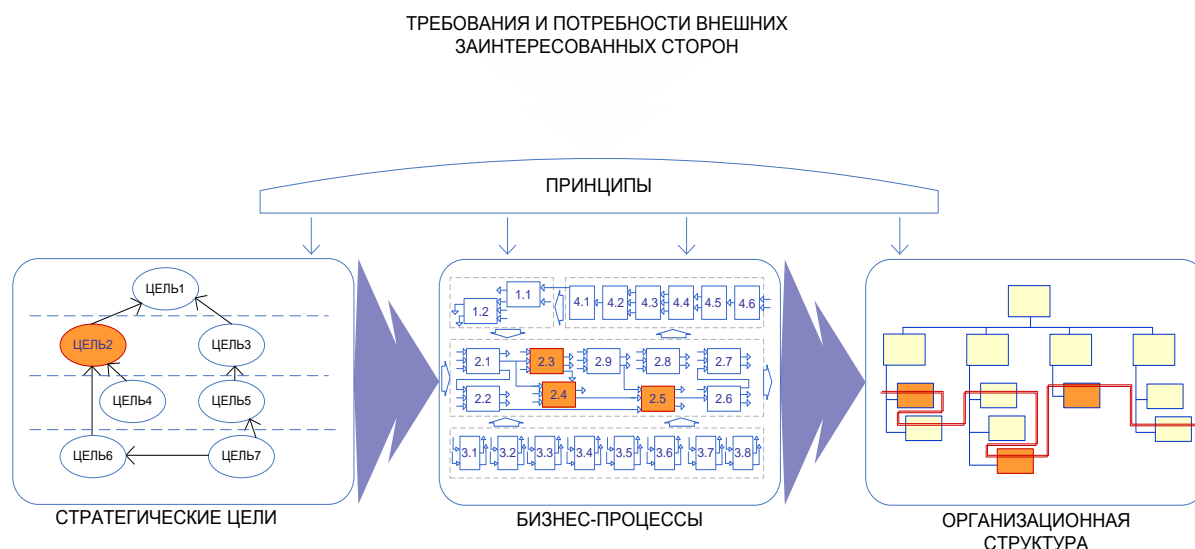 ТРЕБОВАНИЯ И ПОТРЕБНОСТИ ВНЕШНИХ
ЗАИНТЕРЕСОВАННЫХ СТОРОН
ПРИНЦИПЫ
ЦЕЛЬ1
ЦЕЛЬ2
ЦЕЛЬ3
ЦЕЛЬ4
ЦЕЛЬ5
ЦЕЛЬ6
ЦЕЛЬ7
СТРАТЕГИЧЕСКИЕ ЦЕЛИ
1.1
1.2
4.1 4.2 4.3 4.4 4.5 4.6
2.1 2.3 2.9 2.8 2.7
2.2 2.4 2.5 2.6
3.1 3.2 3.3 3.4 3.5 3.6 3.7 3.8
БИЗНЕС-ПРОЦЕССЫ
ОРГАНИЗАЦИОННАЯ
СТРУКТУРА